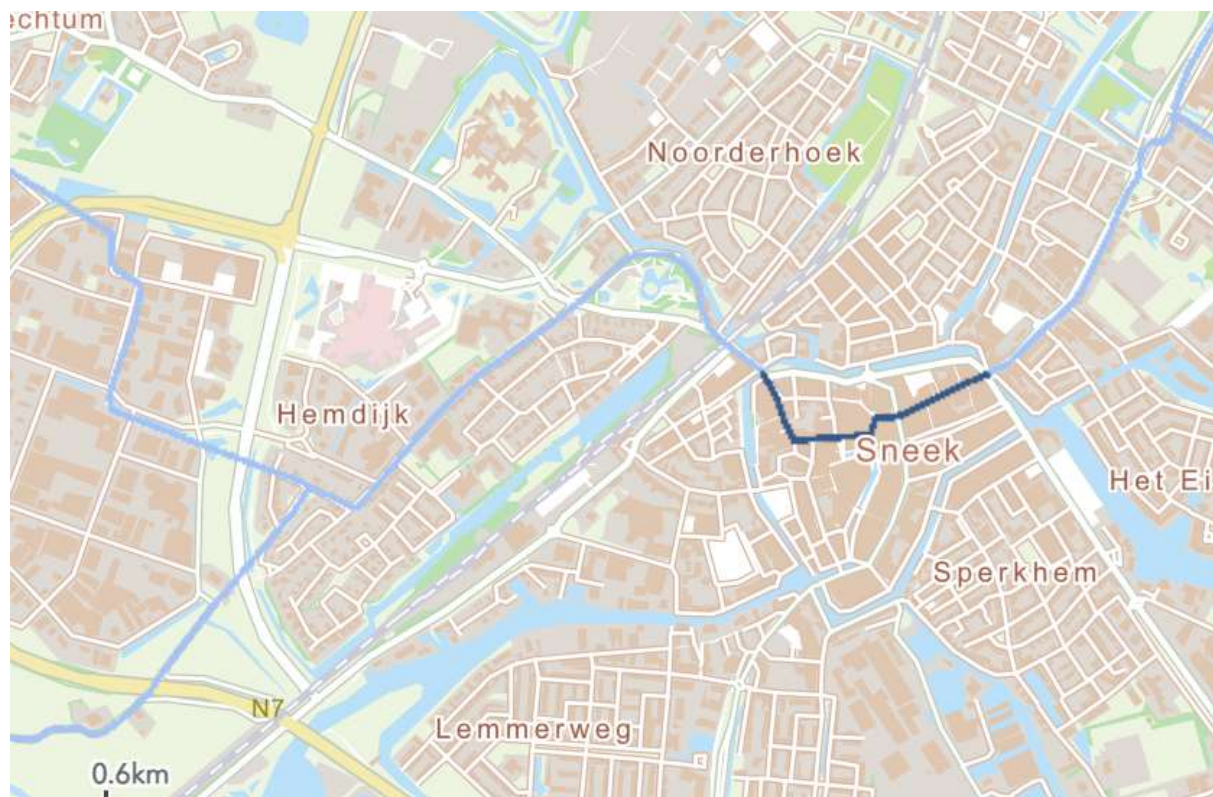 echtum
Noorderhoek
Hemdijk
Sneek
Het Ei
Sperkhem
N7
Lemmerweg
0.6km